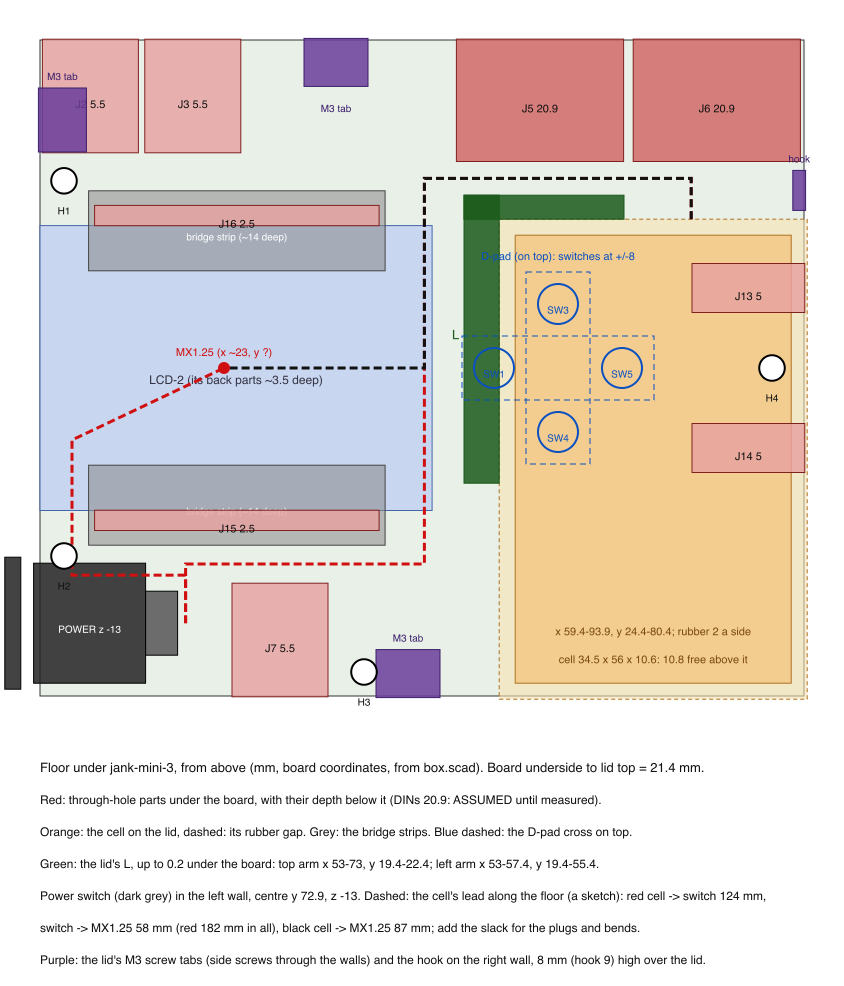 M3 tab
J2 5.5
J3 5.5
M3 tab
J5 20.9
J6 20.9
hook
H1
J16 2.5
bridge strip (~14 deep)
D-pad (on top): switches at +/-8
SW3
J13 5
L
MX1.25 (x ~23, y ?)
LCD-2 (its back parts ~3.5 deep)
SW1
SW5
H4
SW4
J14 5
bridge strip (~14 deep)
J15 2.5
H2
POWER z -13
J7 5.5
M3 tab
H3
x 59.4-93.9, y 24.4-80.4; rubber 2 a side
cell 34.5 x 56 x 10.6: 10.8 free above it
Floor under jank-mini-3, from above (mm, board coordinates, from box.scad). Board underside to lid top = 21.4 mm.
Red: through-hole parts under the board, with their depth below it (DINs 20.9: ASSUMED until measured).
Orange: the cell on the lid, dashed: its rubber gap. Grey: the bridge strips. Blue dashed: the D-pad cross on top.
Green: the lid's L, up to 0.2 under the board: top arm x 53-73, y 19.4-22.4; left arm x 53-57.4, y 19.4-55.4.
Power switch (dark grey) in the left wall, centre y 72.9, z -13. Dashed: the cell's lead along the floor (a sketch): red cell -> switch 124 mm,
switch -> MX1.25 58 mm (red 182 mm in all), black cell -> MX1.25 87 mm; add the slack for the plugs and bends.
Purple: the lid's M3 screw tabs (side screws through the walls) and the hook on the right wall, 8 mm (hook 9) high over the lid.